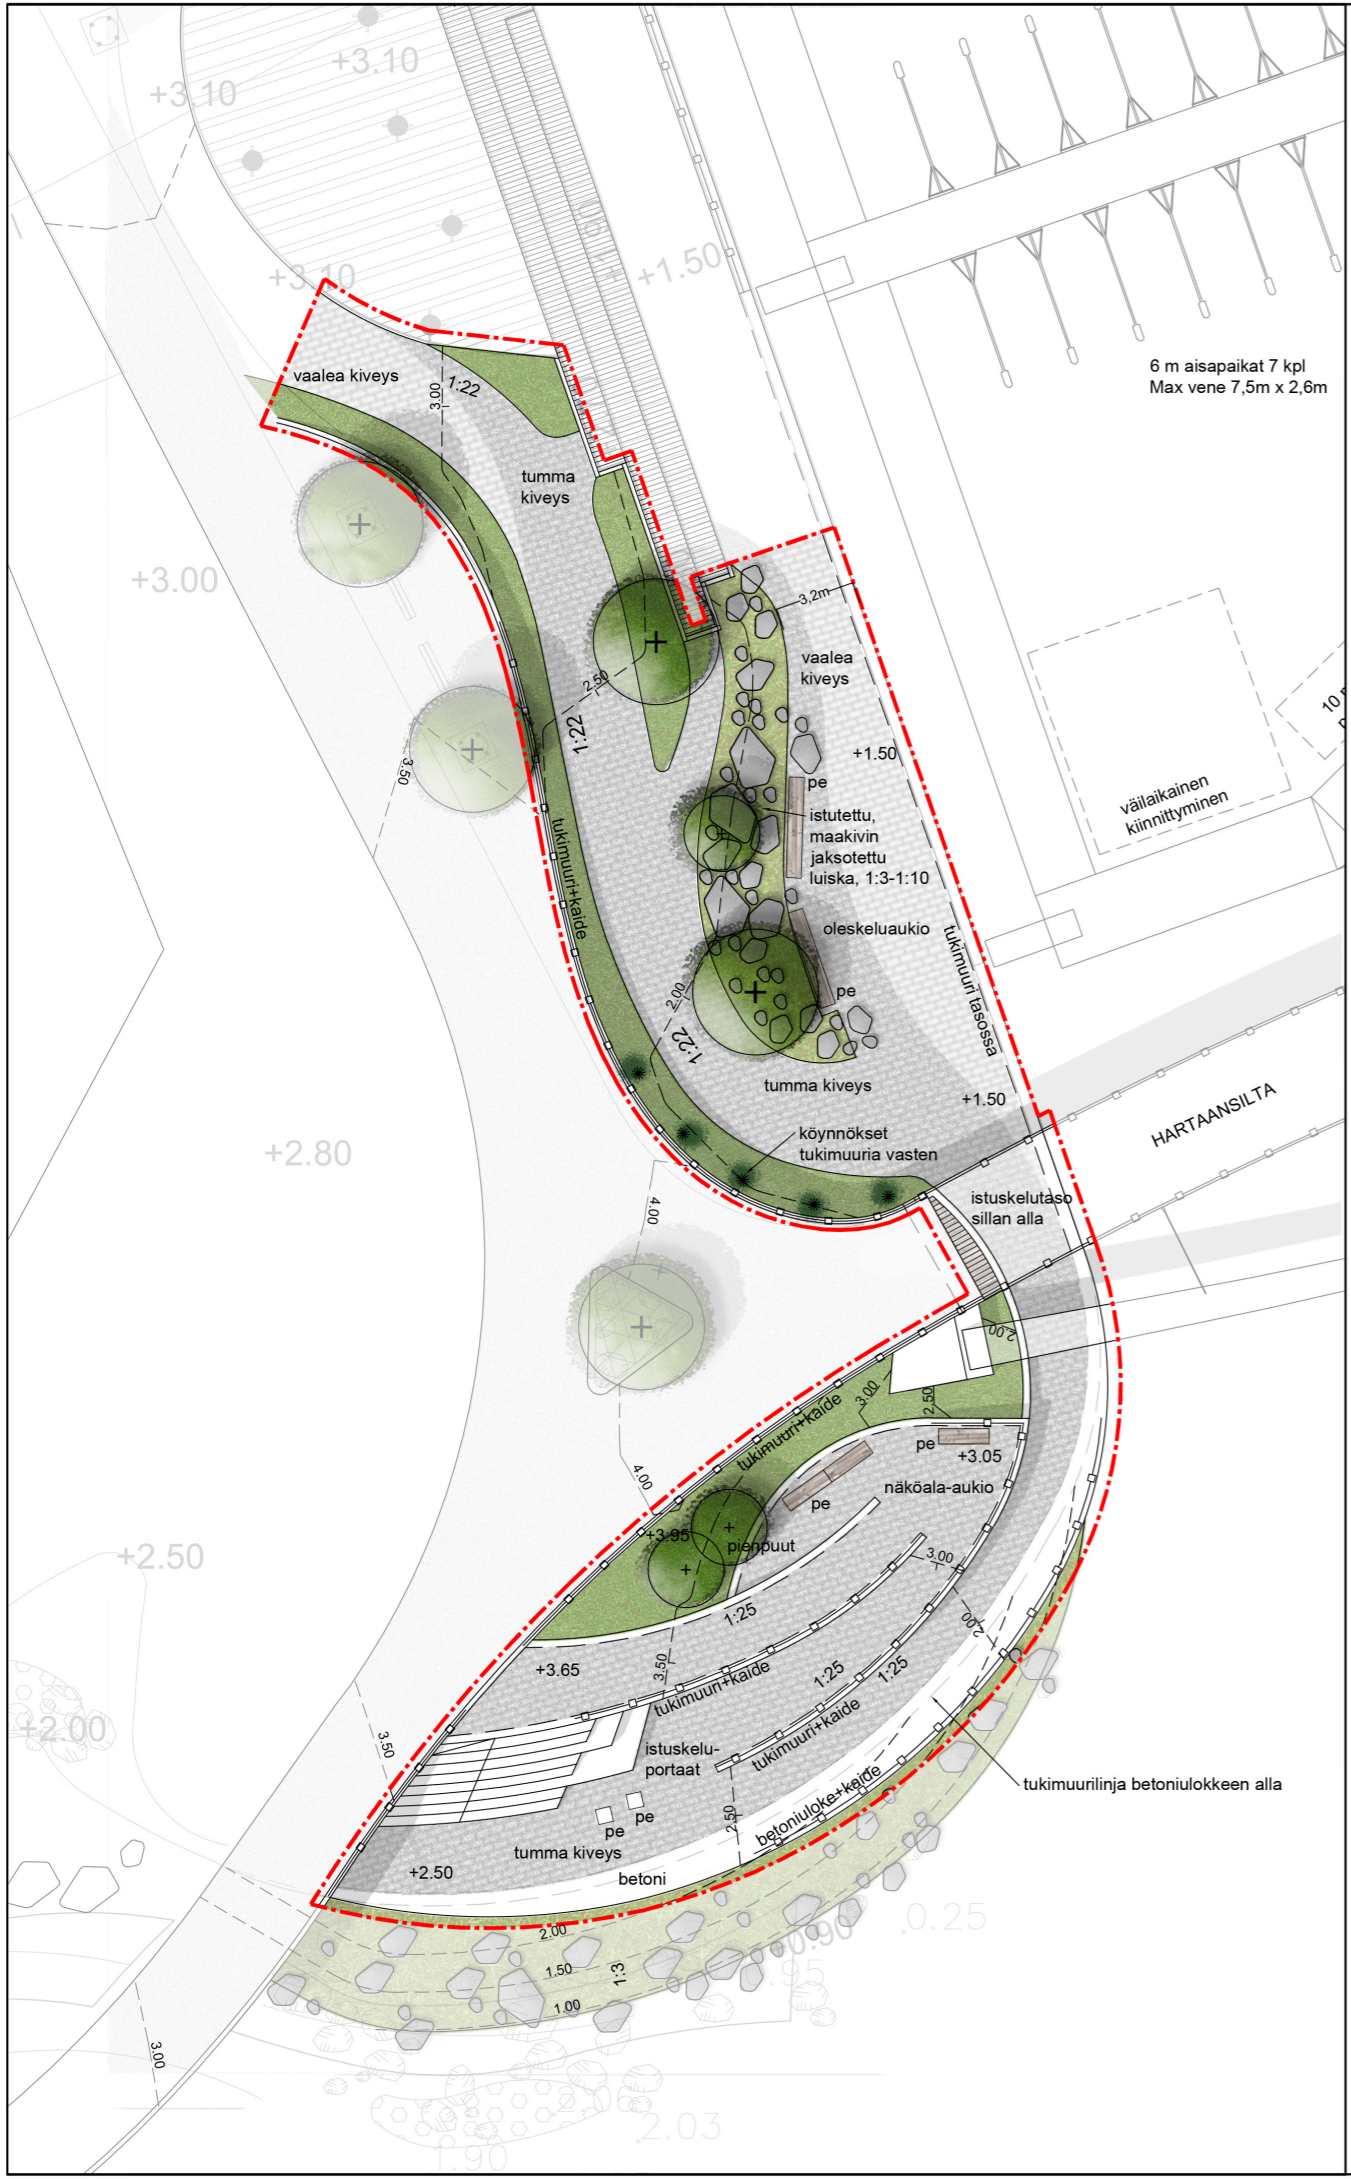 +3.10
+3.10
+3.10
+1.50
6 m aisapaikat 7 kpl
Max vene 7,5m x 2,6m
vaalea kiveys
1:22
3.00
tumma
kiveys
+3.00
3,2m
vaalea
kiveys
2.50
1:22
+1.50
3.50
pe
väilaikainen
kiinnittyminen
istutettu,
maakivin
jaksotettu
luiska, 1:3-1:10
tukimuuri+kaide
oleskeluaukio
tukimuuri tasossa
pe
2.00
1:22
tumma kiveys
+1.50
HARTAANSILTA
köynnökset
tukimuuria vasten
+2.80
istuskelutaso
sillan alla
4.00
2.00
3.00
2.50
tukimuuri+kaide
pe
+3.05
4.00
pe
näköala-aukio
+3.95
pienpuut
+2.50
3.00
1:25
2.00
+3.65
3.50
1:25
1:25
tukimuuri+kaide
tukimuuri+kaide
+2.00
3.50
istuskelu-
portaat
tukimuurilinja betoniulokkeen alla
betoniuloke+kaide
pe
pe
2.50
tumma kiveys
+2.50
betoni
0.25
+0.90
2.00
1.50
1:3
1.00
3.00
2.03
1.90